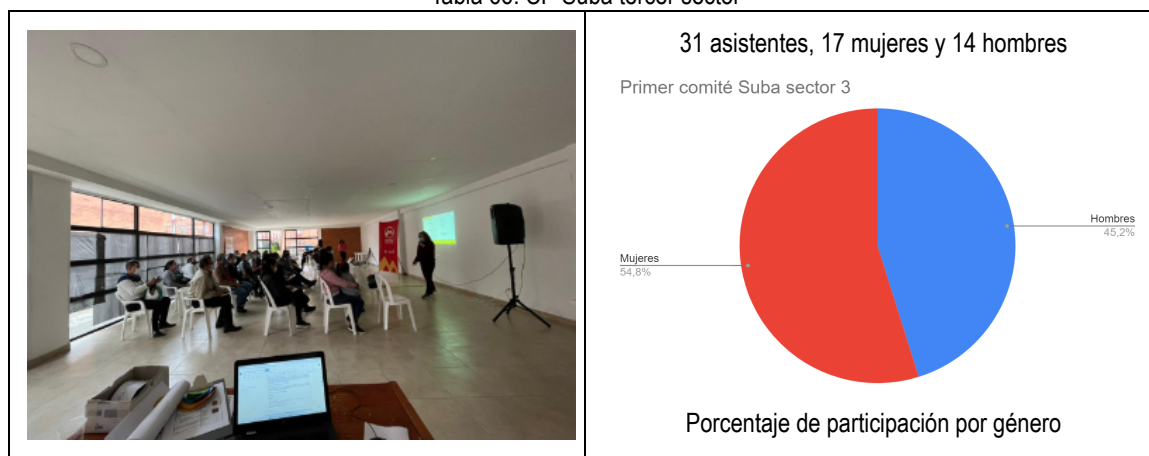 31 asistentes, 17 mujeres y 14 hombres
Primer comité Suba sector 3
Hombres
45,2%
Mujeres
54,8%
Porcentaje de participación por género